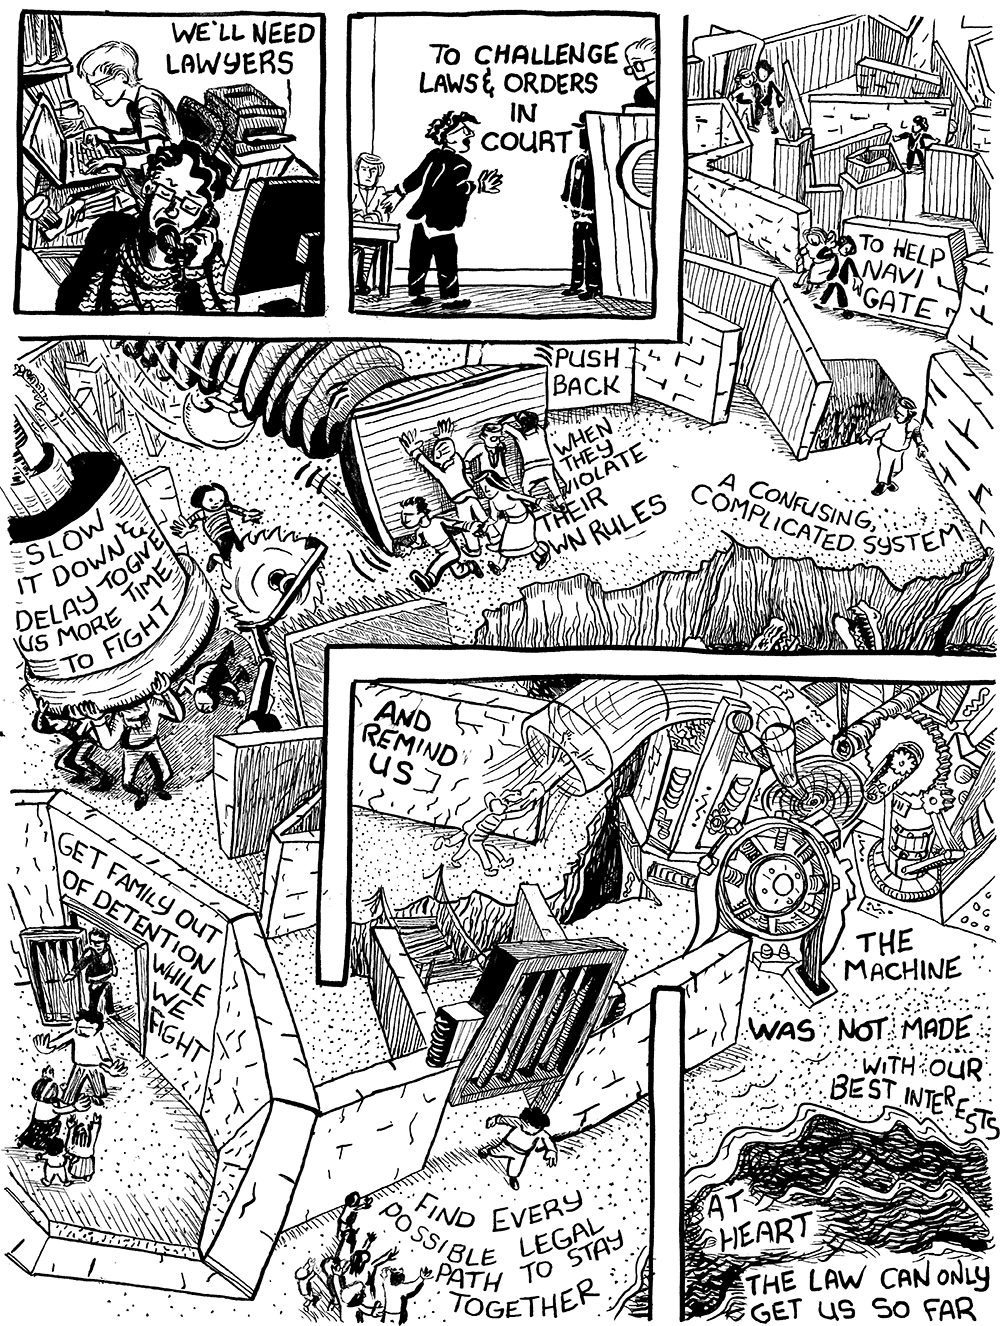 WE'LL NEED
LAWYERS
TO CHALLENGE
LAWS & ORDERS
IN
COURT
TO HELP
NAVI
GATE
A CONFUSING,
COMPLICATED SYSTEM
PUSH
BACK
WHEN
THEY
VIOLATE
THEIR
OWN RULES
SLOW
IT DOWN &
DELAY TO GIVE
US MORE TIME
TO FIGHT
GET FAMILY OUT
OF DETENTION
WHILE
WE
FIGHT
FIND EVERY
POSSIBLE LEGAL
PATH TO STAY
TOGETHER
AND
REMIND
US
THE
MACHINE
WAS NOT MADE
WITH OUR
BEST INTERESTS
AT
HEART
THE LAW CAN ONLY
GET US SO FAR